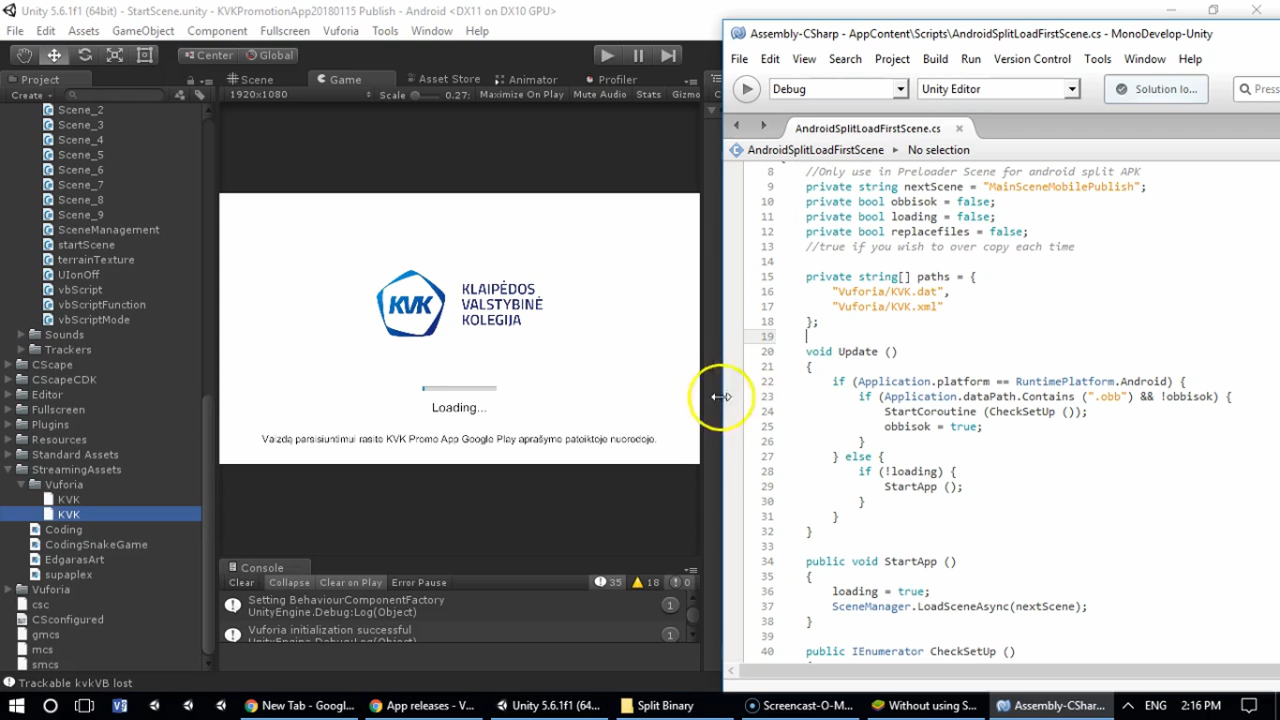 Unity 5.6.1f1 (64bit) - StartScene.unity - KVKPromotionApp20180115 Publish - Android <DX11 on DX10 GPU>
File Edit Assets GameObject Component Fullscreen Vuforia Tools Window Help
Center Global
Project
Create
Scene_2
Scene_3
Scene_4
Scene_5
Scene_6
Scene_7
Scene_8
Scene_9
SceneManagement
startScene
terrainTexture
UIonOff
vbScript
vbScriptFunction
vbScriptMode
Sounds
Trackers
CScape
CScapeCDK
Editor
Fullscreen
Plugins
Resources
Standard Assets
StreamingAssets
Vuforia
KVK
KVK
Coding
CodingSnakeGame
EdgarasArt
supaplex
Vuforia
csc
CSconfigured
gmcs
mcs
smcs
Scene Game Asset Store Animator Profiler
1920x1080 Scale 0.27: Maximize On Play Mute Audio Stats Gizmo
KVK
KLAIPĖDOS
VALSTYBINĖ
KOLEGIJA
Loading...
Vaizdą parsisiuntimui rasite KVK Promo App Google Play aprašyme pateiktoje nuorodoje.
Console
Clear Collapse Clear on Play Error Pause 35 18 0
Setting BehaviourComponentFactory
UnityEngine.Debug:Log(Object)
1
Vuforia initialization successful
UnityEngine.Debug:Log(Object)
1
Trackable kvkVB lost
Assembly-CSharp - AppContent\Scripts\AndroidSplitLoadFirstScene.cs - MonoDevelop-Unity
File Edit View Search Project Build Run Version Control Tools Window Help
Debug Unity Editor Solution lo... Press
AndroidSplitLoadFirstScene.cs
AndroidSplitLoadFirstScene No selection
8 //Only use in Preloader Scene for android split APK
9 private string nextScene = "MainSceneMobilePublish";
10 private bool obbisok = false;
11 private bool loading = false;
12 private bool replacefiles = false;
13 //true if you wish to over copy each time
14
15 private string[] paths = {
16 "Vuforia/KVK.dat",
17 "Vuforia/KVK.xml"
18 };
19
20 void Update ()
21 {
22 if (Application.platform == RuntimePlatform.Android) {
23 if (Application.dataPath.Contains (".obb") && !obbisok) {
24 StartCoroutine (CheckSetUp ());
25 obbisok = true;
26 }
27 } else {
28 if (!loading) {
29 StartApp ();
30 }
31 }
32 }
33
34 public void StartApp ()
35 {
36 loading = true;
37 SceneManager.LoadSceneAsync(nextScene);
38 }
39
40 public IEnumerator CheckSetUp ()
New Tab - Googl... App releases - V... Unity 5.6.1f1 (64... Split Binary Screencast-O-M... Without using S... Assembly-CShar... ENG 2:16 PM